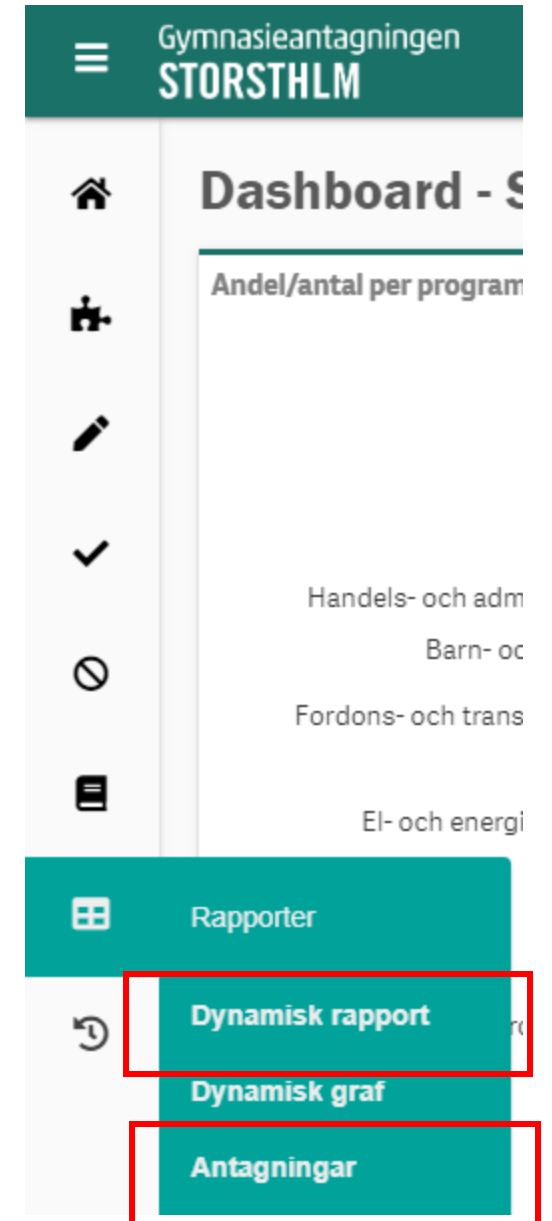 Gymnasieantagningen
STORSTHLM
Dashboard - S
Andel/antal per program
Handels- och adm
Barn- oc
Fordons- och trans
El- och energi
Rapporter
Dynamisk rapport
Dynamisk graf
Antagningar